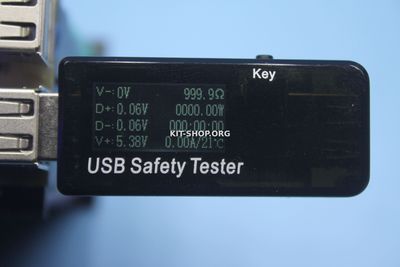 Key
V-:0V 999.9Ω
D+:0.06V 0000.00W
D-:0.06V 000:00:00
KIT-SHOP.ORG
V+:5.38V 0.00A/21℃
USB Safety Tester